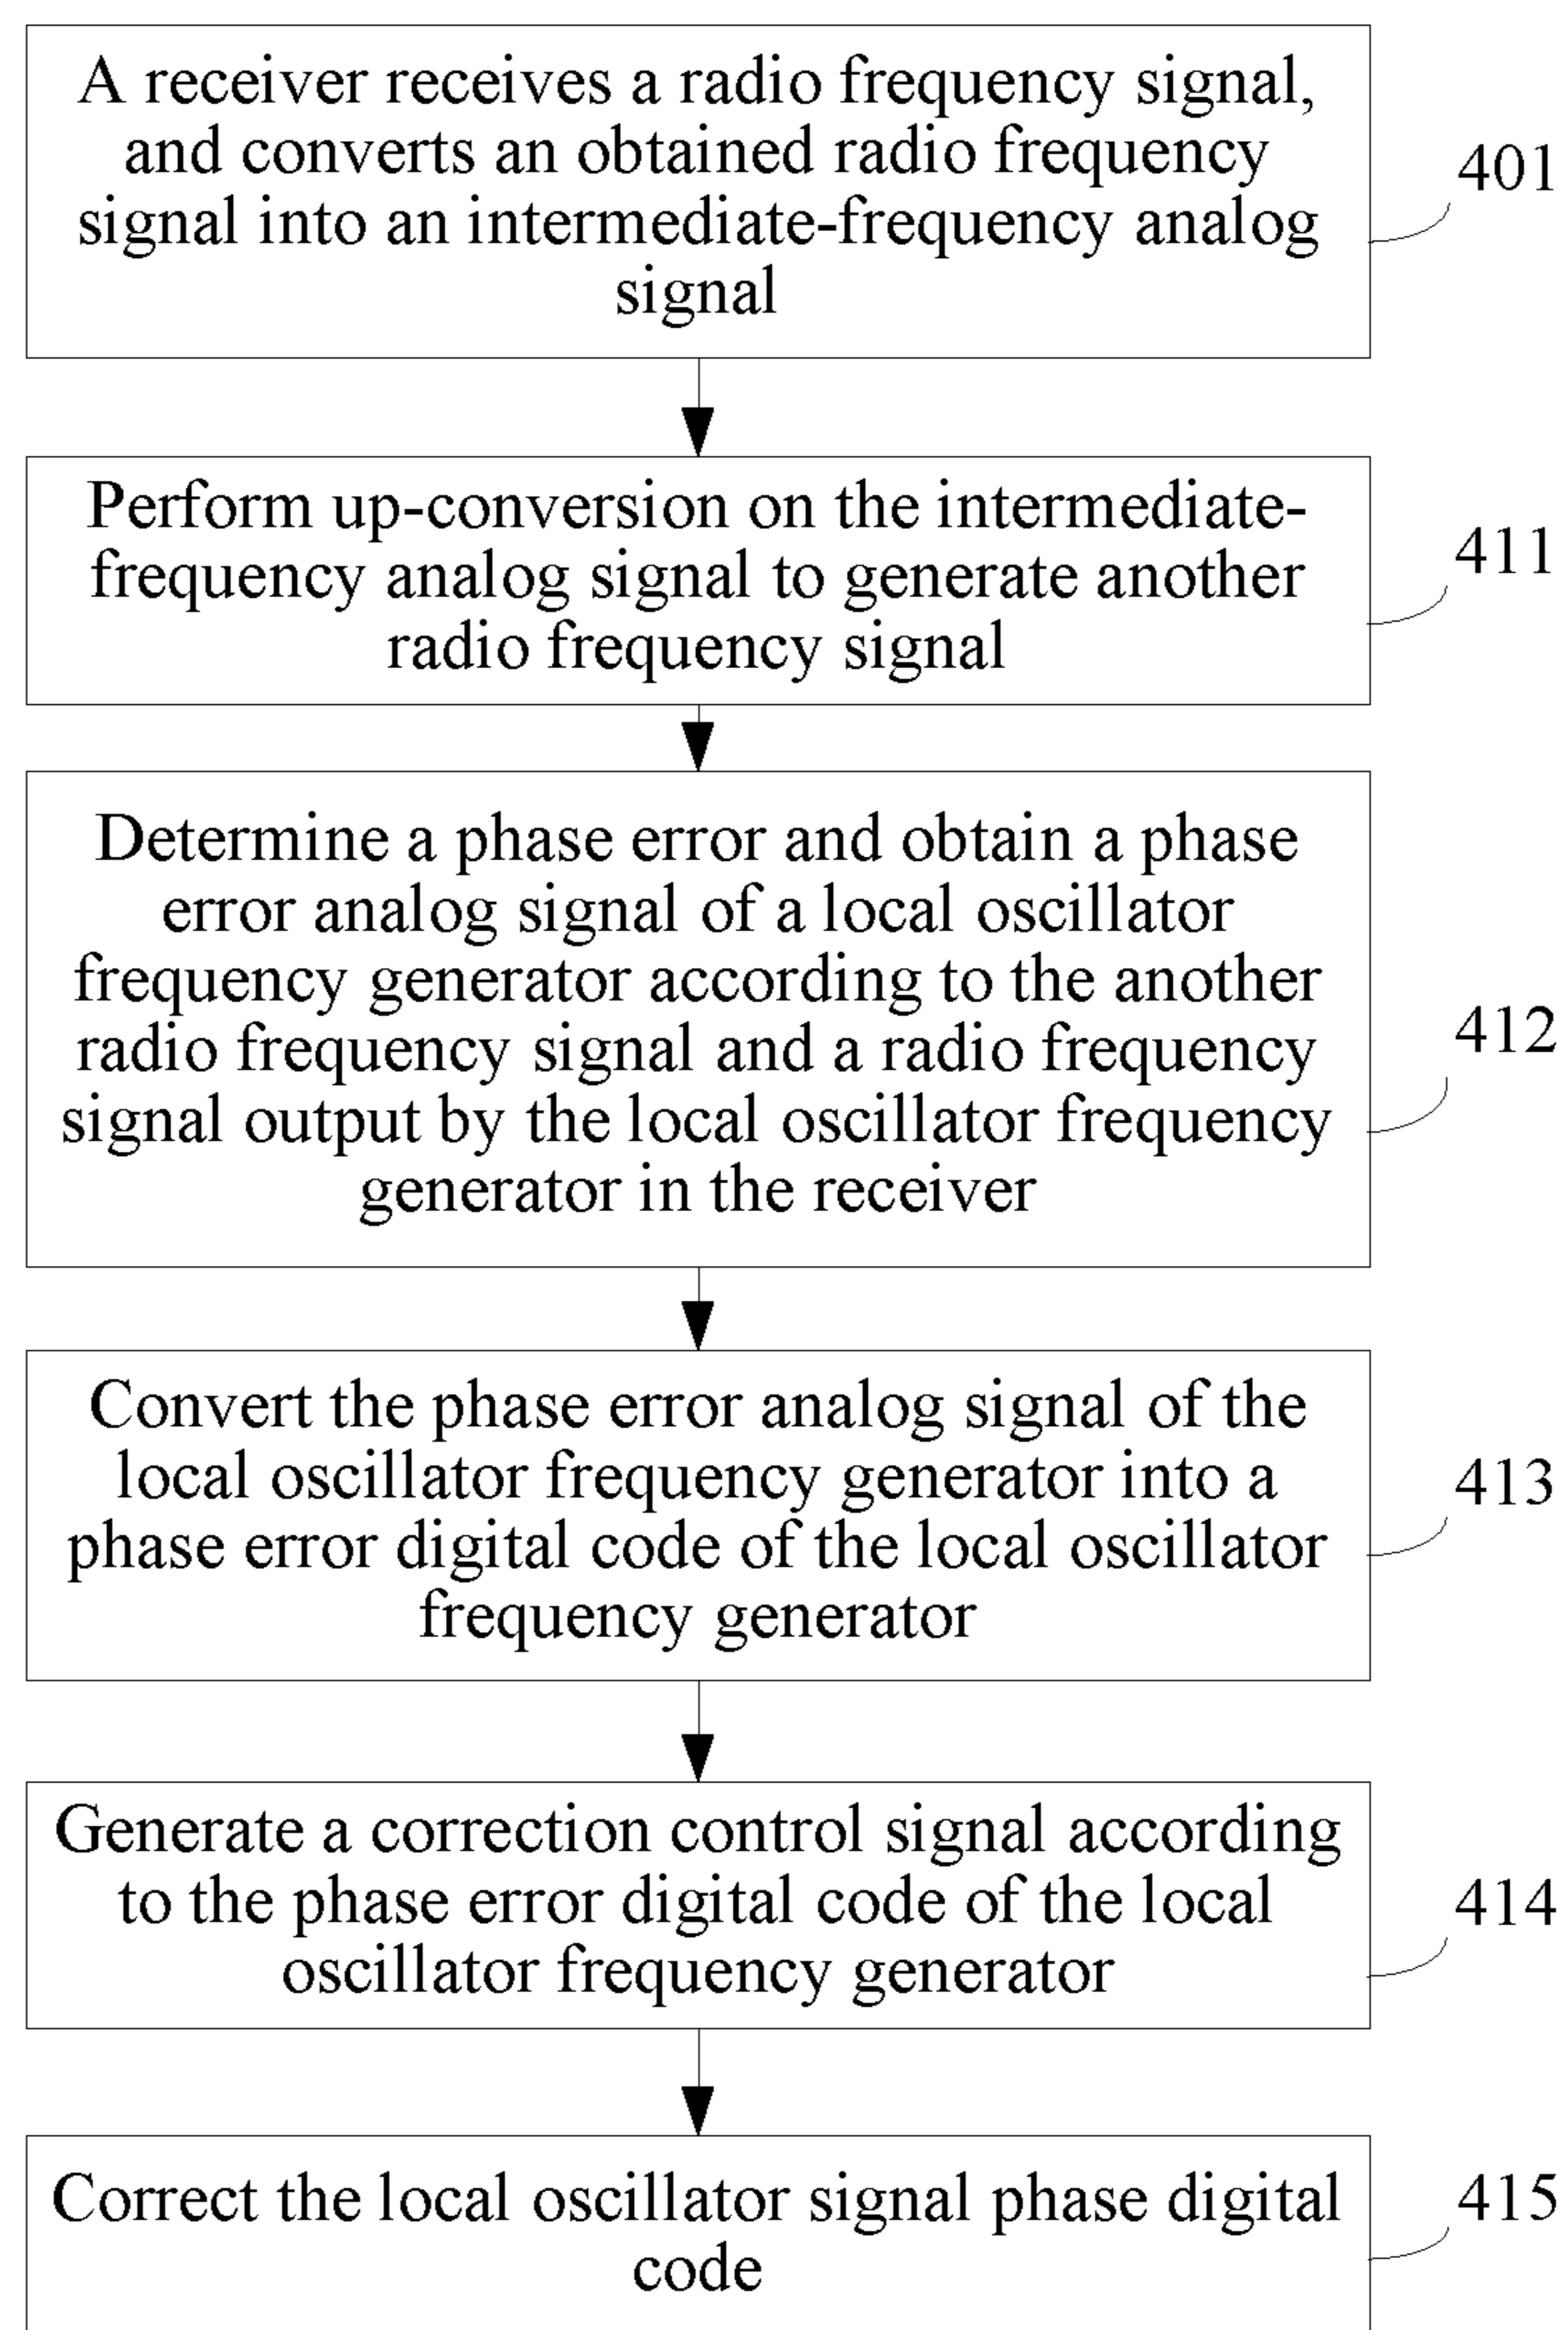 A receiver receives a radio frequency signal,
and converts an obtained radio frequency
signal into an intermediate-frequency analog
signal
401
Perform up-conversion on the intermediate-
frequency analog signal to generate another
radio frequency signal
411
Determine a phase error and obtain a phase
error analog signal of a local oscillator
frequency generator according to the another
radio frequency signal and a radio frequency
signal output by the local oscillator frequency
generator in the receiver
412
Convert the phase error analog signal of the
local oscillator frequency generator into a
phase error digital code of the local oscillator
frequency generator
413
Generate a correction control signal according
to the phase error digital code of the local
oscillator frequency generator
414
Correct the local oscillator signal phase digital
code
415